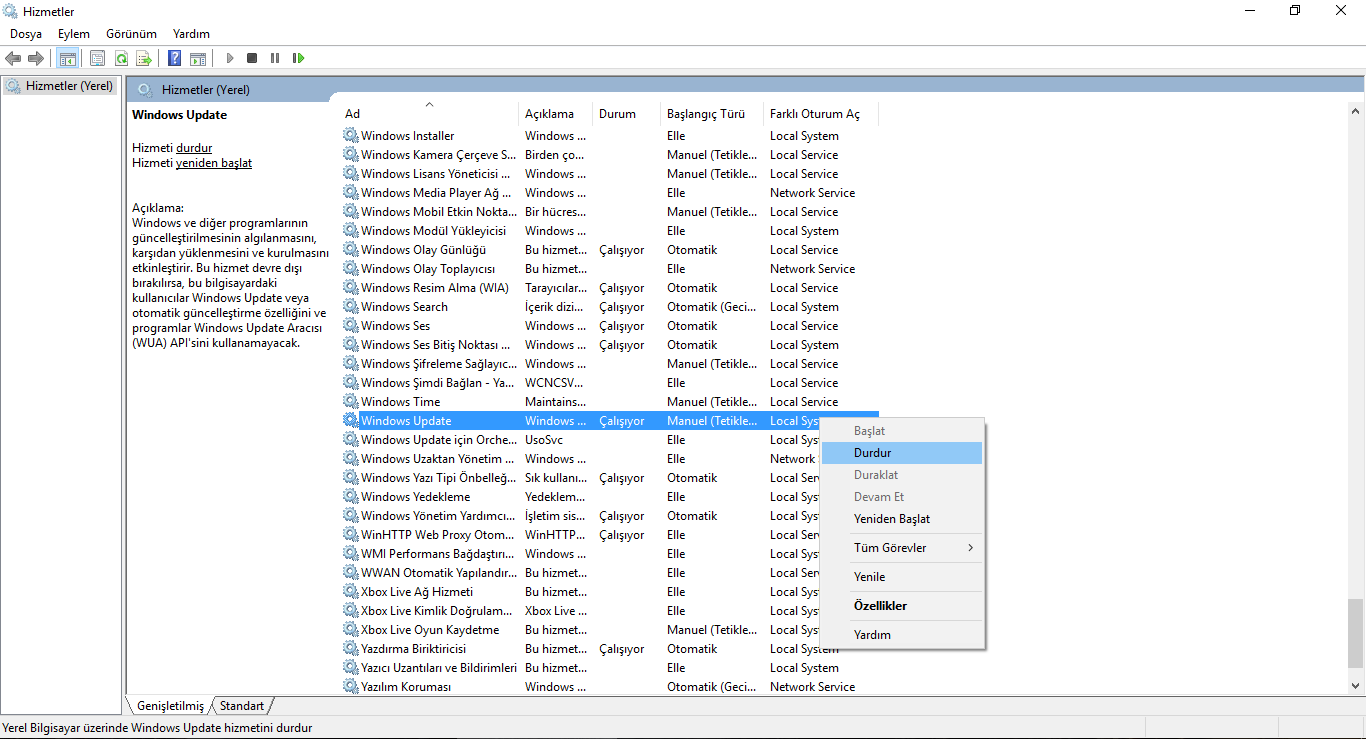 Hizmetler
Dosya Eylem Görünüm Yardım
Hizmetler (Yerel)
Hizmetler (Yerel)
Windows Update
Hizmeti durdur
Hizmeti yeniden başlat
Açıklama:
Windows ve diğer programlarının
güncelleştirilmesinin algılanmasını,
karşıdan yüklenmesini ve kurulmasını
etkinleştirir. Bu hizmet devre dışı
bırakılırsa, bu bilgisayardaki
kullanıcılar Windows Update veya
otomatik güncelleştirme özelliğini ve
programlar Windows Update Aracısı
(WUA) API'sini kullanamayacak.
Ad Açıklama Durum Başlangıç Türü Farklı Oturum Aç
Windows Installer Windows ... Elle Local System
Windows Kamera Çerçeve S... Birden ço... Manuel (Tetikle... Local Service
Windows Lisans Yöneticisi ... Windows ... Manuel (Tetikle... Local Service
Windows Media Player Ağ ... Windows ... Elle Network Service
Windows Mobil Etkin Nokta... Bir hücres... Manuel (Tetikle... Local Service
Windows Modül Yükleyicisi Windows ... Elle Local System
Windows Olay Günlüğü Bu hizmet... Çalışıyor Otomatik Local Service
Windows Olay Toplayıcısı Bu hizmet... Elle Network Service
Windows Resim Alma (WIA) Tarayıcılar... Çalışıyor Otomatik Local Service
Windows Search İçerik dizi... Çalışıyor Otomatik (Geci... Local System
Windows Ses Windows ... Çalışıyor Otomatik Local Service
Windows Ses Bitiş Noktası ... Windows ... Çalışıyor Otomatik Local System
Windows Şifreleme Sağlayıc... Windows ... Manuel (Tetikle... Local Service
Windows Şimdi Bağlan - Ya... WCNCSV... Elle Local Service
Windows Time Maintains... Manuel (Tetikle... Local Service
Windows Update Windows ... Çalışıyor Manuel (Tetikle... Local Sys
Windows Update için Orche... UsoSvc Elle Local Sys
Windows Uzaktan Yönetim ... Windows ... Elle Network
Windows Yazı Tipi Önbelleğ... Sık kullanı... Çalışıyor Otomatik Local Ser
Windows Yedekleme Yedeklem... Elle Local Sys
Windows Yönetim Yardımcı... İşletim sis... Çalışıyor Otomatik Local Sys
WinHTTP Web Proxy Otom... WinHTTP... Çalışıyor Elle Local Ser
WMI Performans Bağdaştırı... Windows ... Elle Local Sys
WWAN Otomatik Yapılandır... Bu hizmet... Elle Local Ser
Xbox Live Ağ Hizmeti Bu hizmet... Elle Local Sys
Xbox Live Kimlik Doğrulam... Xbox Live ... Elle Local Sys
Xbox Live Oyun Kaydetme Bu hizmet... Manuel (Tetikle... Local Sys
Yazdırma Biriktiricisi Bu hizmet... Çalışıyor Otomatik Local System
Yazıcı Uzantıları ve Bildirimleri Bu hizmet... Elle Local System
Yazılım Koruması Windows ... Otomatik (Geci... Network Service
Başlat
Durdur
Duraklat
Devam Et
Yeniden Başlat
Tüm Görevler
Yenile
Özellikler
Yardım
Genişletilmiş Standart
Yerel Bilgisayar üzerinde Windows Update hizmetini durdur